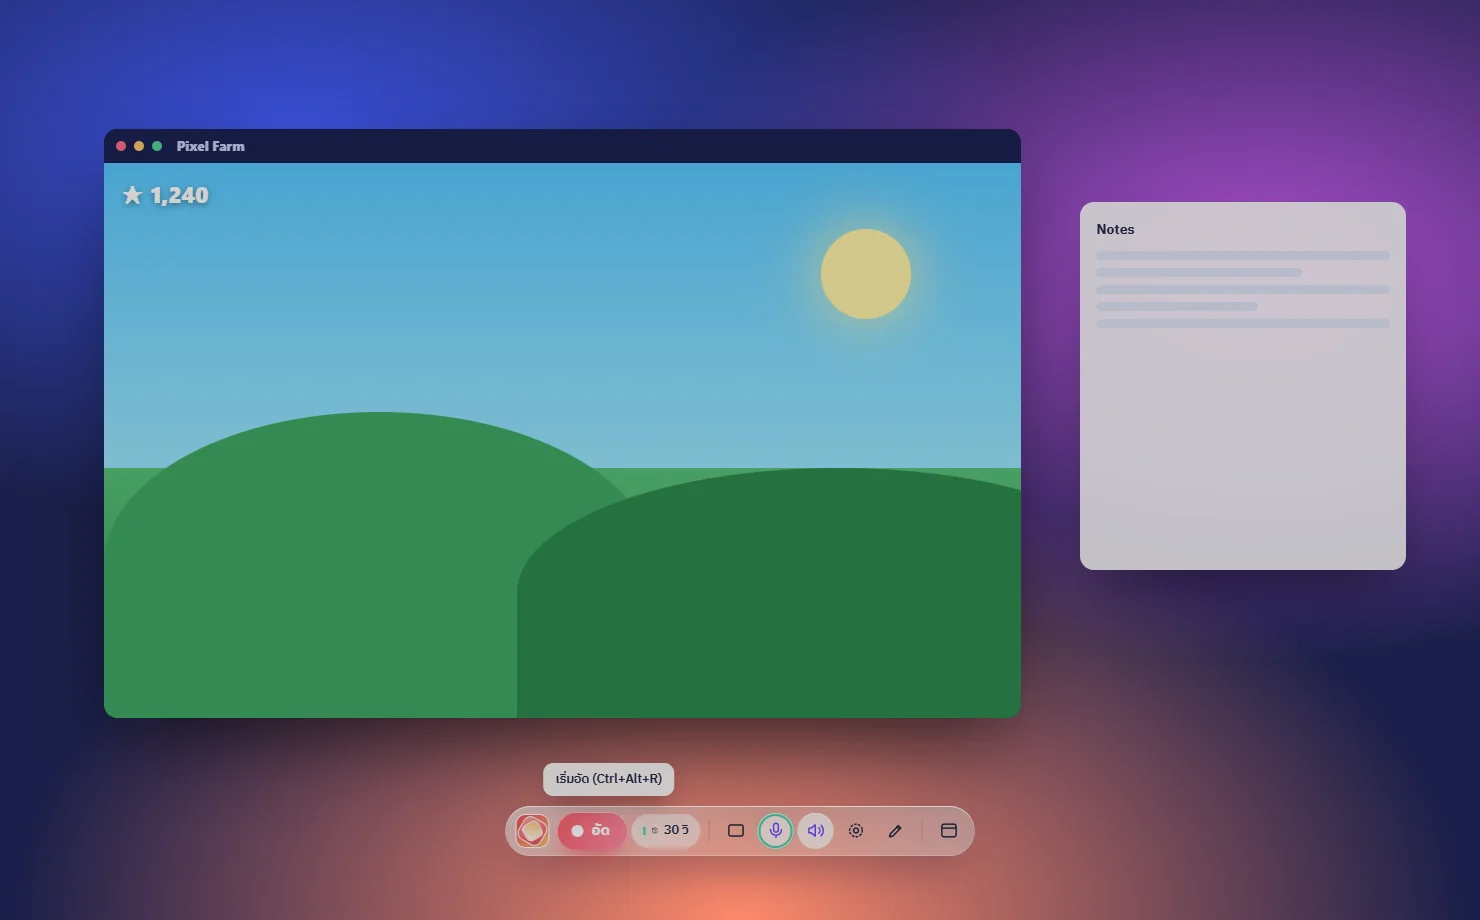 Pixel Farm
★ 1,240
Notes
เริ่มอัด (Ctrl+Alt+R)
อัด
30 วิ